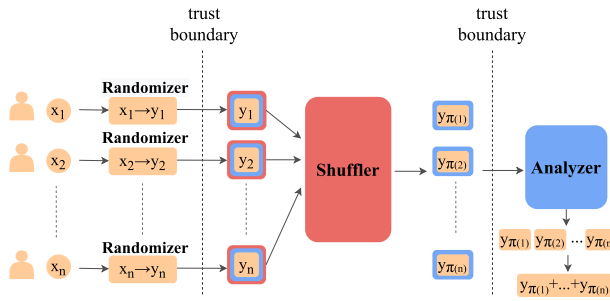 trust
boundary
trust
boundary
Randomizer
x₁ x₁→y₁ y₁ yπ(1)
Randomizer
x₂ x₂→y₂ y₂ Shuffler yπ(2) Analyzer
yπ(1) yπ(2) ... yπ(n
Randomizer
xₙ xₙ→yₙ yₙ yπ(n)
yπ(1)+...+yπ(n)